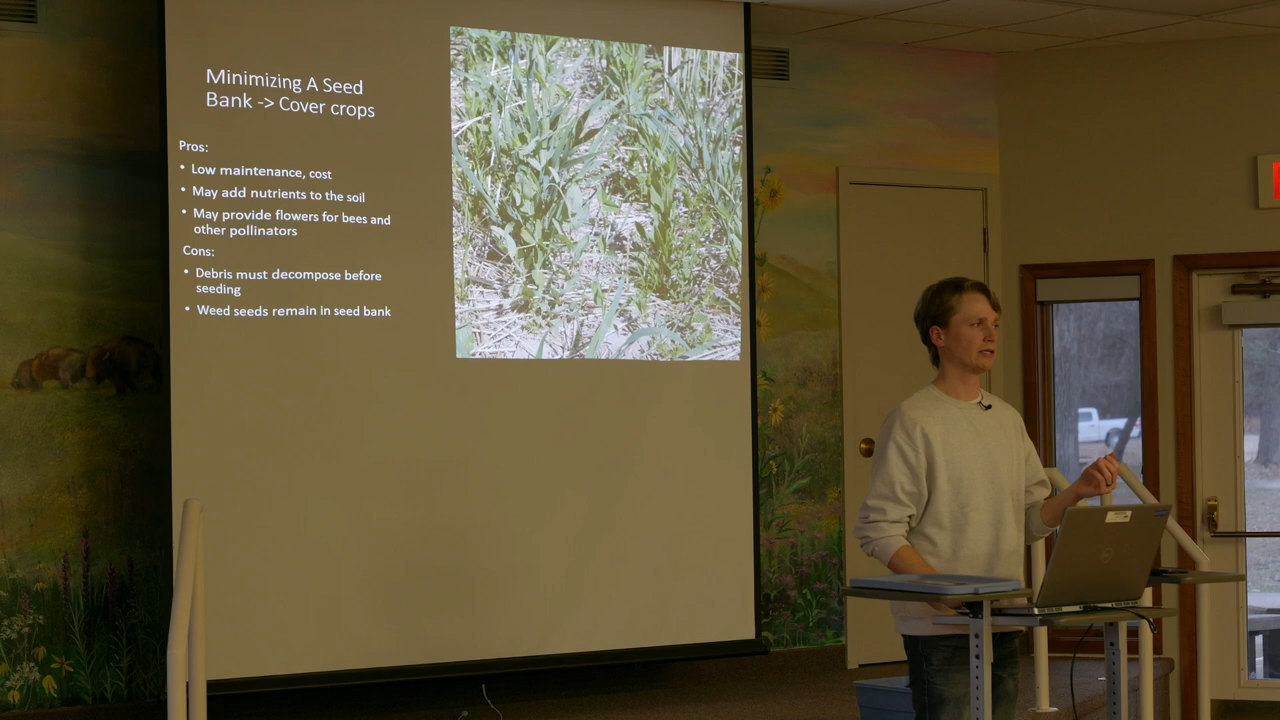 Minimizing A Seed
Bank -> Cover crops
Pros:
• Low maintenance, cost
• May add nutrients to the soil
• May provide flowers for bees and
other pollinators
Cons:
• Debris must decompose before
seeding
• Weed seeds remain in seed bank